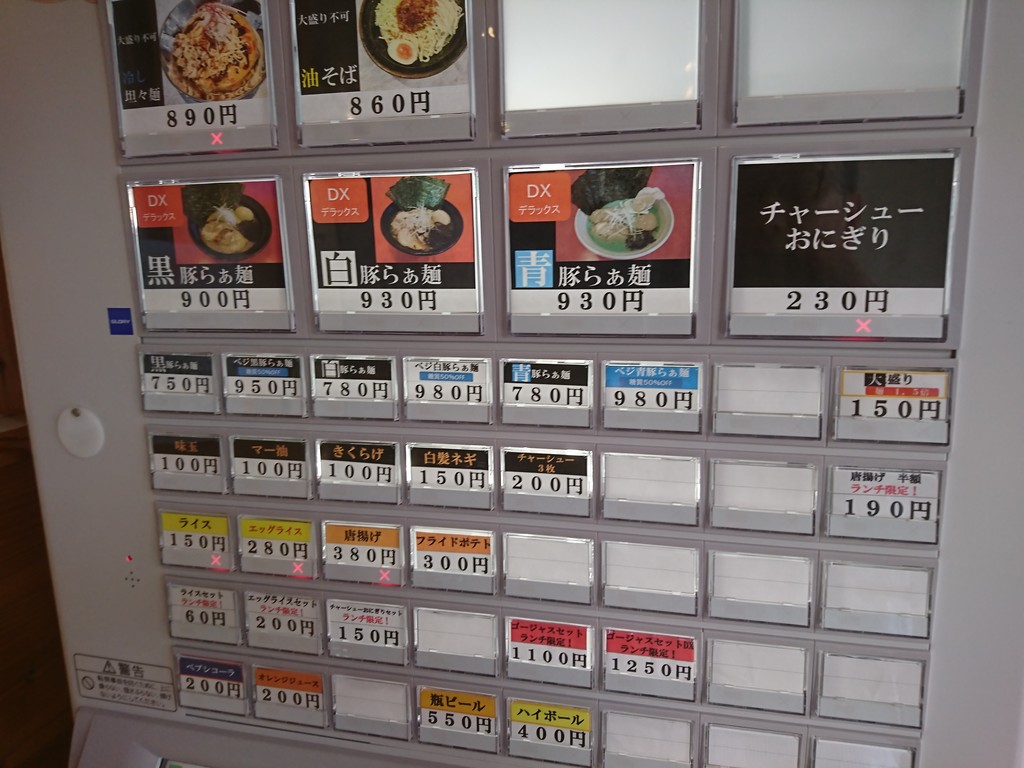 大盛り不可
冷し
坦々麺
890円
大盛り不可
油そば
860円
DX
デラックス
黒豚らぁ麺
900円
DX
デラックス
白豚らぁ麺
930円
DX
デラックス
青豚らぁ麺
930円
チャーシュー
おにぎり
230円
GLORY
黒豚らぁ麺
750円
ベジ黒豚らぁ麺
糖質50%OFF
950円
白豚らぁ麺
780円
ベジ白豚らぁ麺
糖質50%OFF
980円
青豚らぁ麺
780円
ベジ青豚らぁ麺
糖質50%OFF
980円
大盛り
150円
味玉
100円
マー油
100円
きくらげ
100円
白髪ネギ
150円
チャーシュー
3枚
200円
唐揚げ 半額
ランチ限定!
190円
ライス
150円
エッグライス
280円
唐揚げ
380円
フライドポテト
300円
ライスセット
ランチ限定!
60円
エッグライスセット
ランチ限定!
200円
チャーシューおにぎりセット
ランチ限定!
150円
ゴージャスセット
ランチ限定!
1100円
ゴージャスセットDX
ランチ限定!
1250円
警告
ペプシコーラ
200円
オレンジジュース
200円
瓶ビール
550円
ハイボール
400円